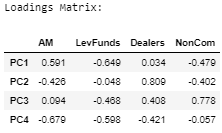 Loadings Matrix:
AM LevFunds Dealers NonCom
PC1 0.591 -0.649 0.034 -0.479
PC2 -0.426 -0.048 0.809 -0.402
PC3 0.094 -0.468 0.408 0.778
PC4 -0.679 -0.598 -0.421 -0.057